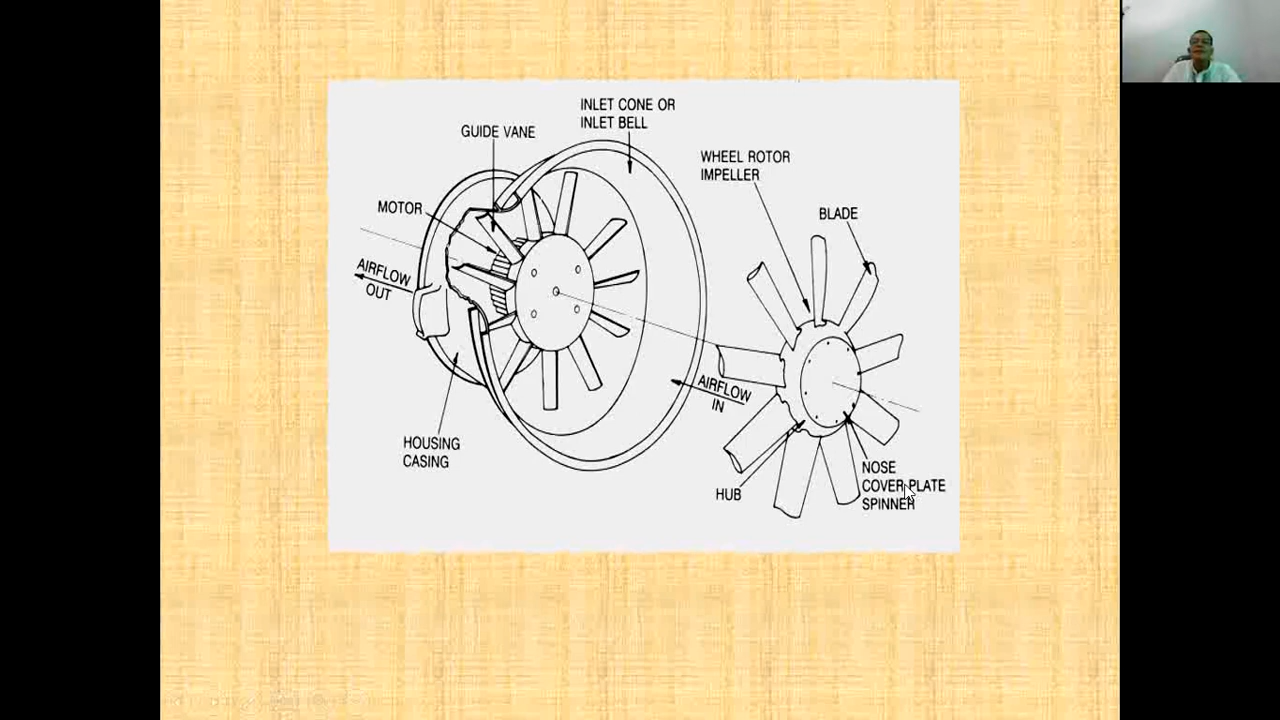 INLET CONE OR
INLET BELL
GUIDE VANE
WHEEL ROTOR
IMPELLER
MOTOR
BLADE
AIRFLOW
OUT
AIRFLOW
IN
HOUSING
CASING
HUB
NOSE
COVER PLATE
SPINNER